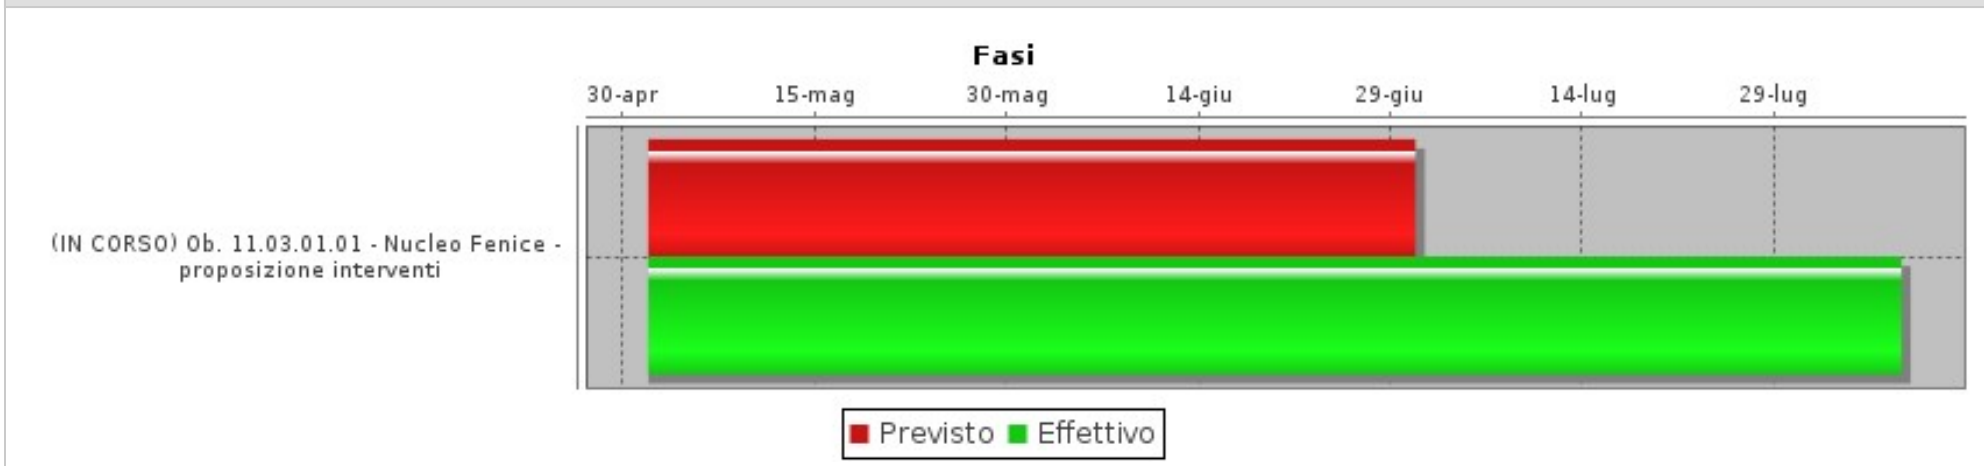 Fasi
30-apr 15-mag 30-mag 14-giu 29-giu 14-lug 29-lug
(IN CORSO) Ob. 11.03.01.01 - Nucleo Fenice -
proposizione interventi
Previsto Effettivo